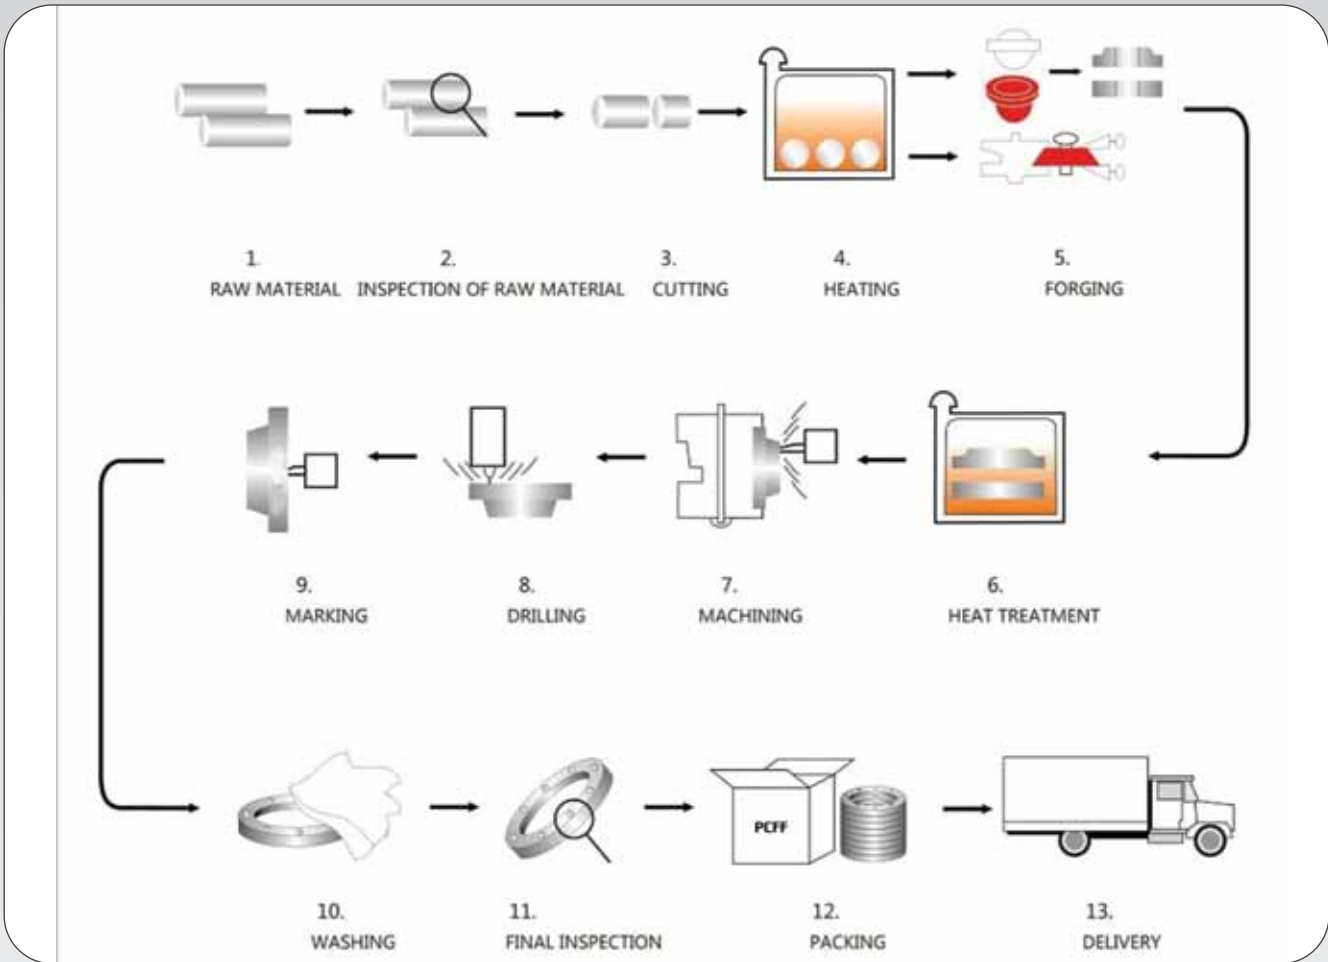 1.
RAW MATERIAL
2.
INSPECTION OF RAW MATERIAL
3.
CUTTING
4.
HEATING
5.
FORGING
9.
MARKING
8.
DRILLING
7.
MACHINING
6.
HEAT TREATMENT
PCFF
10.
WASHING
11.
FINAL INSPECTION
12.
PACKING
13.
DELIVERY